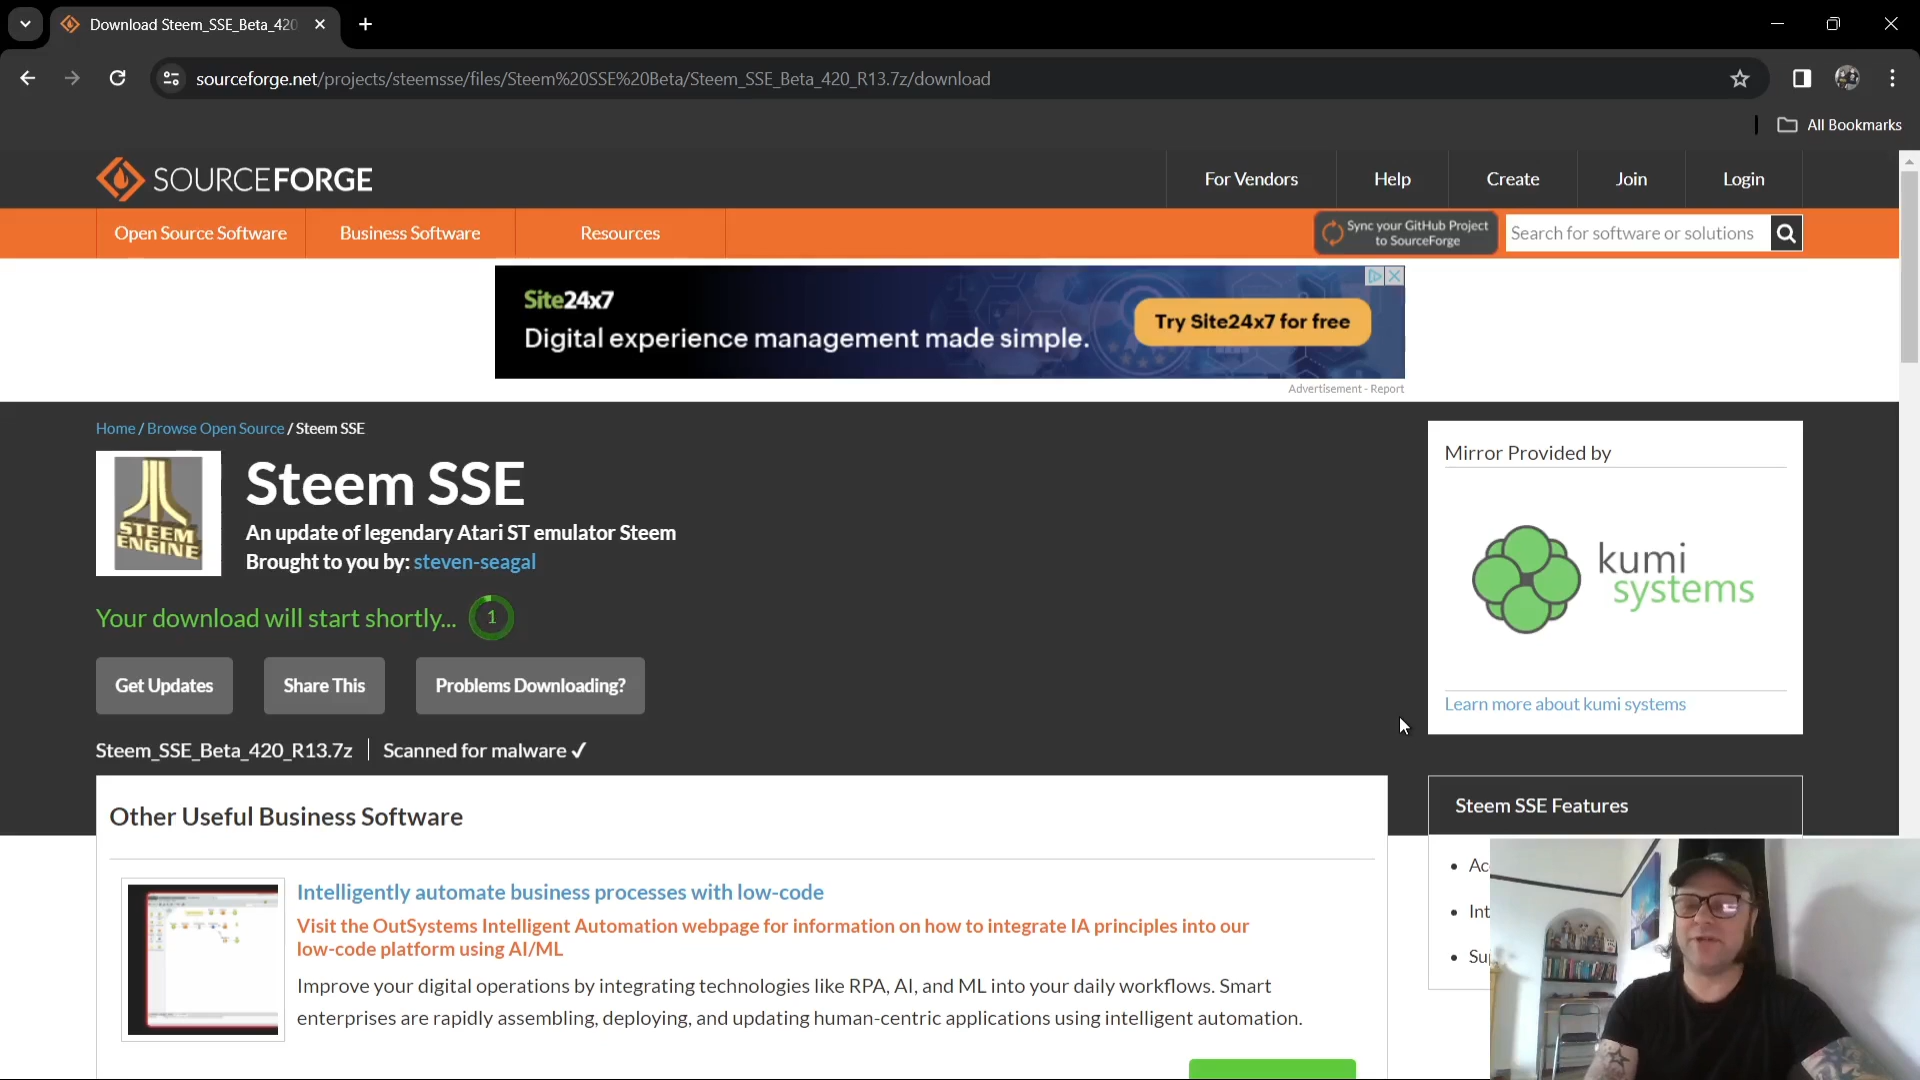 Download Steem_SSE_Beta_420
sourceforge.net/projects/steemsse/files/Steem%20SSE%20Beta/Steem_SSE_Beta_420_R13.7z/download
All Bookmarks
SOURCEFORGE
For Vendors
Help
Create
Join
Login
Open Source Software
Business Software
Resources
Sync your GitHub Project
to SourceForge
Search for software or solutions
Site24x7
Digital experience management made simple.
Try Site24x7 for free
Advertisement - Report
Home / Browse Open Source / Steem SSE
STEEM
ENGINE
Steem SSE
An update of legendary Atari ST emulator Steem
Brought to you by: steven-seagal
Your download will start shortly... 1
Get Updates
Share This
Problems Downloading?
Steem_SSE_Beta_420_R13.7z
Scanned for malware ✓
Mirror Provided by
kumi
systems
Learn more about kumi systems
Other Useful Business Software
Intelligently automate business processes with low-code
Visit the OutSystems Intelligent Automation webpage for information on how to integrate IA principles into our
low-code platform using AI/ML
Improve your digital operations by integrating technologies like RPA, AI, and ML into your daily workflows. Smart
enterprises are rapidly assembling, deploying, and updating human-centric applications using intelligent automation.
Steem SSE Features
Ac
Int
Su